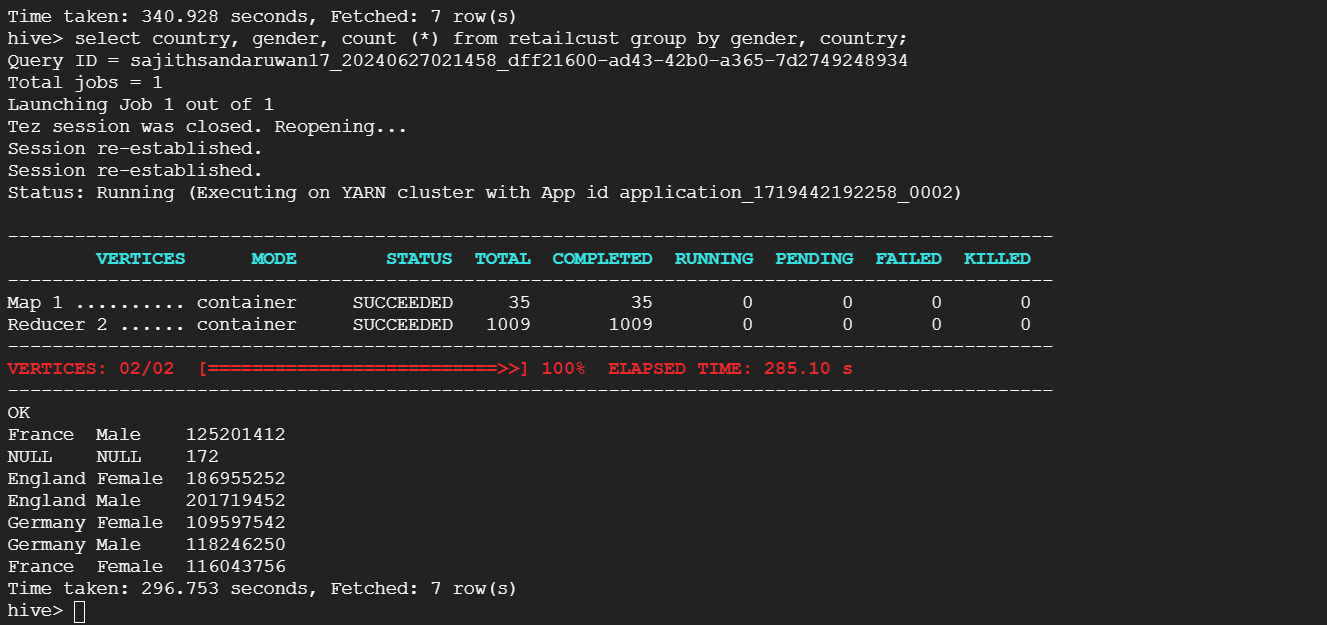 Time taken: 340.928 seconds, Fetched: 7 row(s)
hive> select country, gender, count (*) from retailcust group by gender, country;
Query ID = sajithsandaruwan17_20240627021458_dff21600-ad43-42b0-a365-7d2749248934
Total jobs = 1
Launching Job 1 out of 1
Tez session was closed. Reopening...
Session re-established.
Session re-established.
Status: Running (Executing on YARN cluster with App id application_1719442192258_0002)
----------------------------------------------------------------------------------------------
        VERTICES      MODE        STATUS  TOTAL  COMPLETED  RUNNING  PENDING  FAILED  KILLED
----------------------------------------------------------------------------------------------
Map 1 .......... container     SUCCEEDED     35         35        0        0       0       0
Reducer 2 ...... container     SUCCEEDED   1009       1009        0        0       0       0
----------------------------------------------------------------------------------------------
VERTICES: 02/02  [==========================>>] 100%  ELAPSED TIME: 285.10 s
----------------------------------------------------------------------------------------------
OK
France  Male    125201412
NULL    NULL    172
England Female  186955252
England Male    201719452
Germany Female  109597542
Germany Male    118246250
France  Female  116043756
Time taken: 296.753 seconds, Fetched: 7 row(s)
hive>